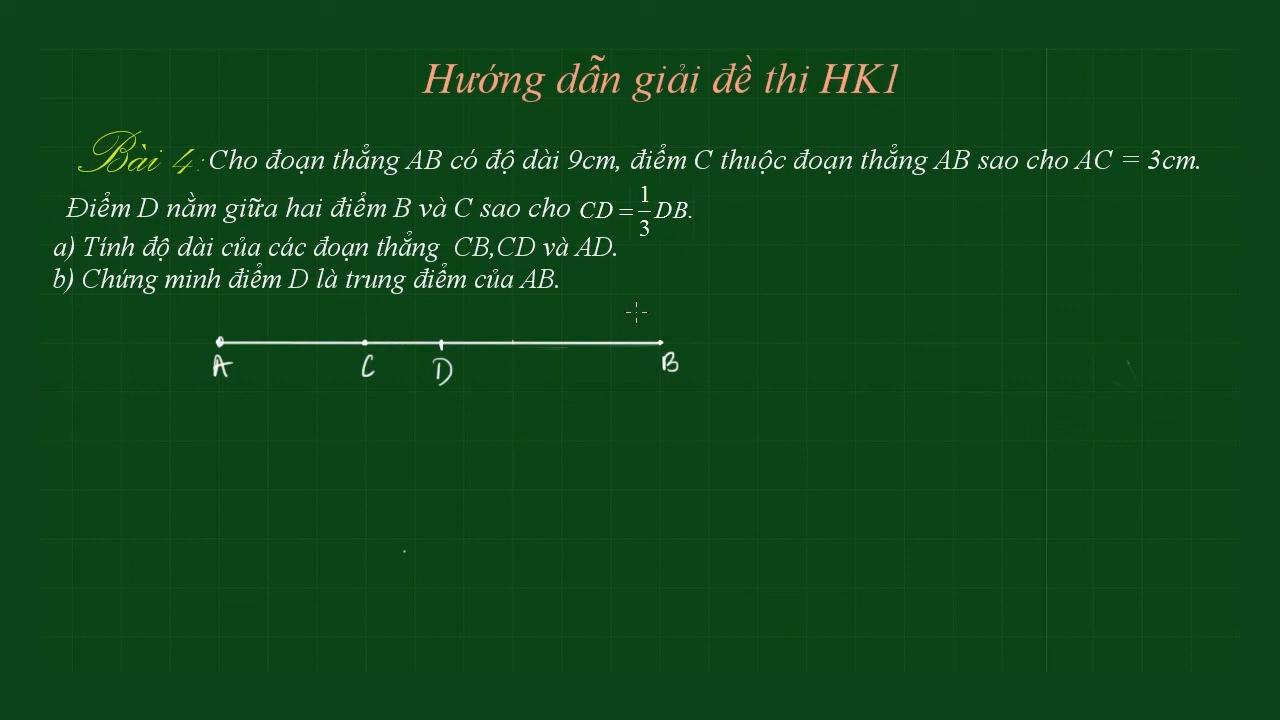 Hướng dẫn giải đề thi HK1
Bài 4: Cho đoạn thẳng AB có độ dài 9cm, điểm C thuộc đoạn thẳng AB sao cho AC = 3cm.
Điểm D nằm giữa hai điểm B và C sao cho CD = 1/3 DB.
a) Tính độ dài của các đoạn thẳng CB,CD và AD.
b) Chứng minh điểm D là trung điểm của AB.
A C D B